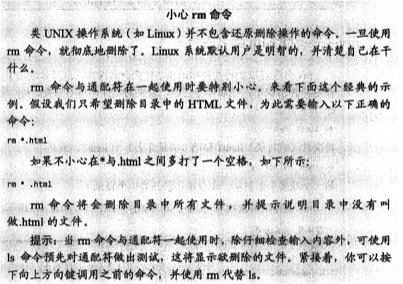 小心 rm 命令
类 UNIX 操作系统（如 Linux）并不包含还原删除操作的命令。一旦使
用 rm 命令，就彻底地删除了。Linux 系统默认用户是明智的，并清楚自己在干
什么。
rm 命令与通配符在一起使用时要特别小心。来看下面这个经典的示
例。假设我们只希望删除目录中的 HTML 文件，为此需要输入以下正确的
命令：
rm *.html
如果不小心在*与.html 之间多打了一个空格，如下所示：
rm * .html
rm 命令将会删除目录中所有文件，并提示说明目录中没有叫
做.html 的文件。
提示：当 rm 命令与通配符一起使用时，除仔细检查输入内容外，可使用
ls 命令预先对通配符做出测试，这将显示欲删除的文件。紧接着，你可以按
下向上方向键调用之前的命令，并使用 rm 代替 ls。